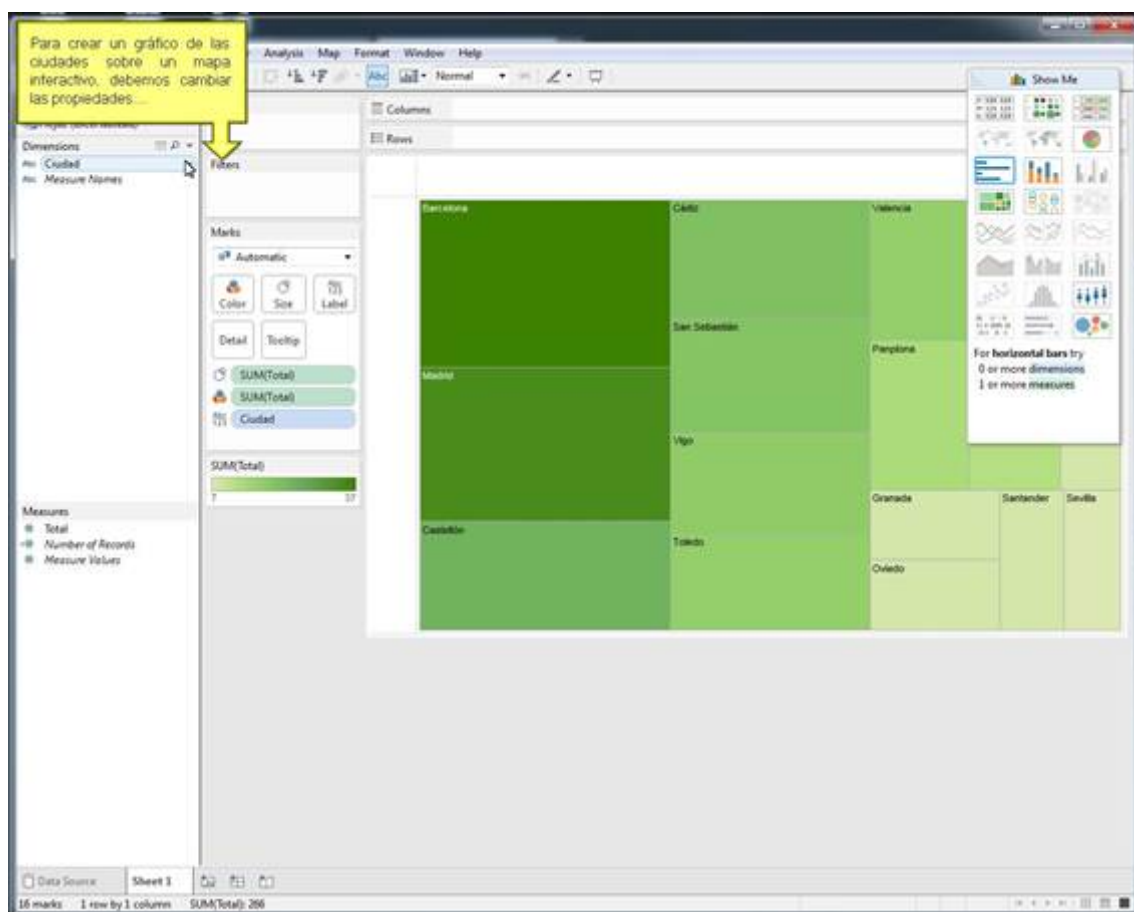 Para crear un gráfico de las
ciudades sobre un mapa
interactivo, debemos cambiar
las propiedades....
Analysis Map Format Window Help
Abc Normal
Show Me
Columns
Rows
Dimensions
Abc Ciudad
Abc Measure Names
Filters
Marks
Automatic
Color Size Label
Detail Tooltip
SUM(Total)
SUM(Total)
Ciudad
SUM(Total)
7 37
Measures
Total
Number of Records
Measure Values
Barcelona
Cádiz
Valencia
San Sebastián
Pamplona
Madrid
Vigo
Granada
Santander
Sevilla
Castellón
Toledo
Oviedo
For horizontal bars try
0 or more dimensions
1 or more measures
Data Source Sheet 1
16 marks 1 row by 1 column SUM(Total): 266